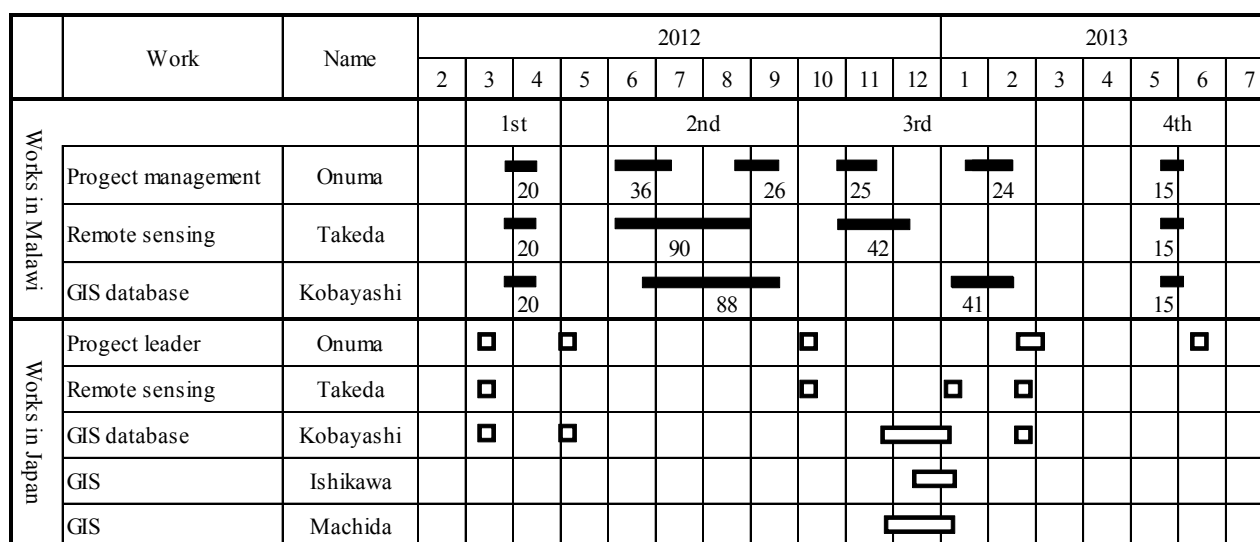 Work Name 2012 2013
2 3 4 5 6 7 8 9 10 11 12 1 2 3 4 5 6 7
Works in Malawi
1st 2nd 3rd 4th
Progect management Onuma 20 36 26 25 24 15
Remote sensing Takeda 20 90 42 15
GIS database Kobayashi 20 88 41 15
Works in Japan
Progect leader Onuma
Remote sensing Takeda
GIS database Kobayashi
GIS Ishikawa
GIS Machida